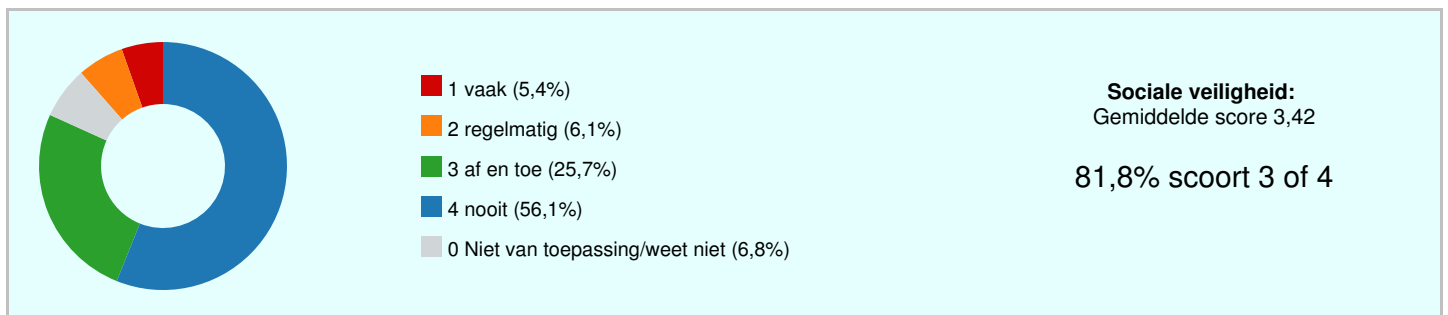 1 vaak (5,4%)
2 regelmatig (6,1%)
3 af en toe (25,7%)
4 nooit (56,1%)
0 Niet van toepassing/weet niet (6,8%)
Sociale veiligheid:
Gemiddelde score 3,42
81,8% scoort 3 of 4